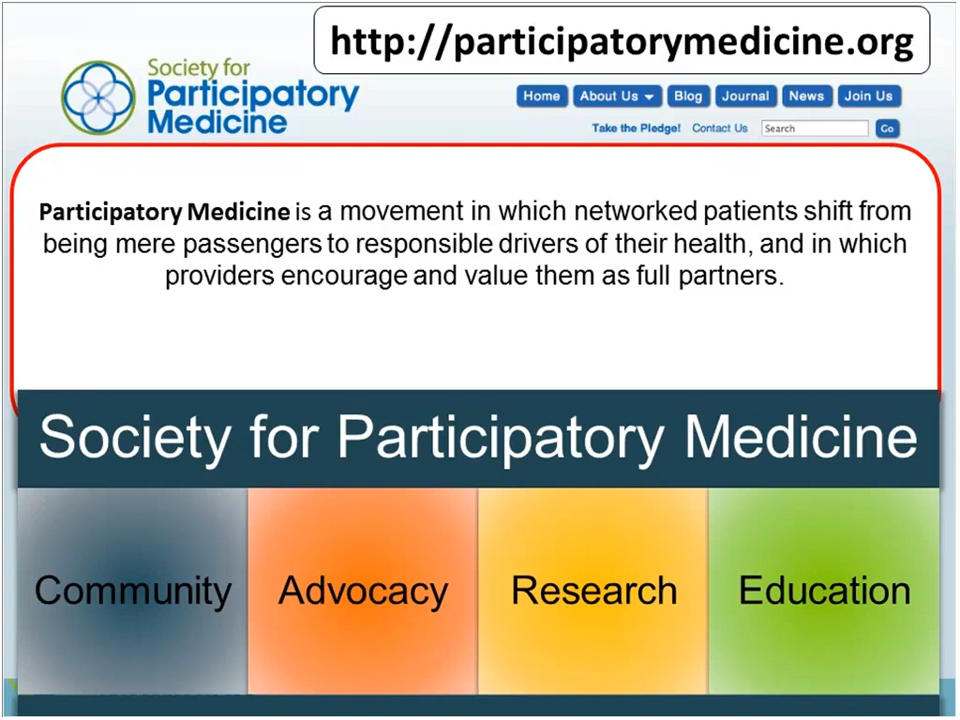 http://participatorymedicine.org
Society for
Participatory
Medicine
Home About Us Blog Journal News Join Us
Take the Pledge! Contact Us Search Go
Participatory Medicine is a movement in which networked patients shift from
being mere passengers to responsible drivers of their health, and in which
providers encourage and value them as full partners.
Society for Participatory Medicine
Community Advocacy Research Education